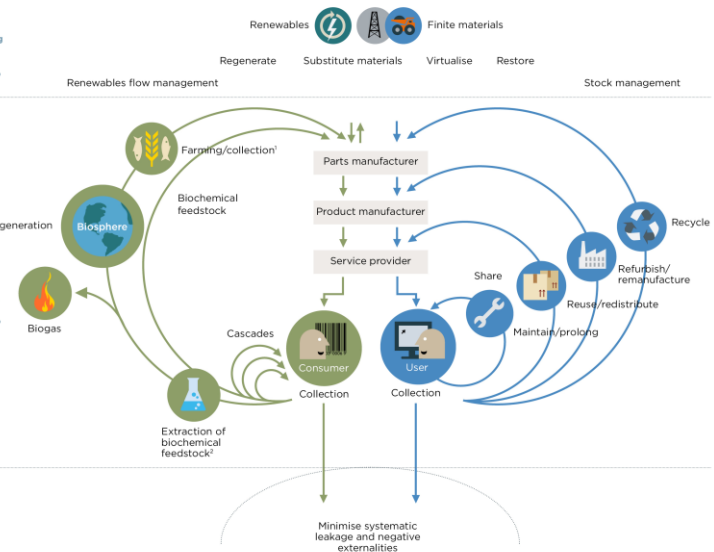 g
Renewables
Finite materials
Regenerate
Substitute materials
Virtualise
Restore
Renewables flow management
Stock management
Farming/collection¹
Parts manufacturer
Biochemical
feedstock
Product manufacturer
generation
Biosphere
Recycle
Service provider
Share
Refurbish/
remanufacture
Reuse/redistribute
Biogas
Cascades
Maintain/prolong
Consumer
User
Collection
Collection
Extraction of
biochemical
feedstock²
Minimise systematic
leakage and negative
externalities